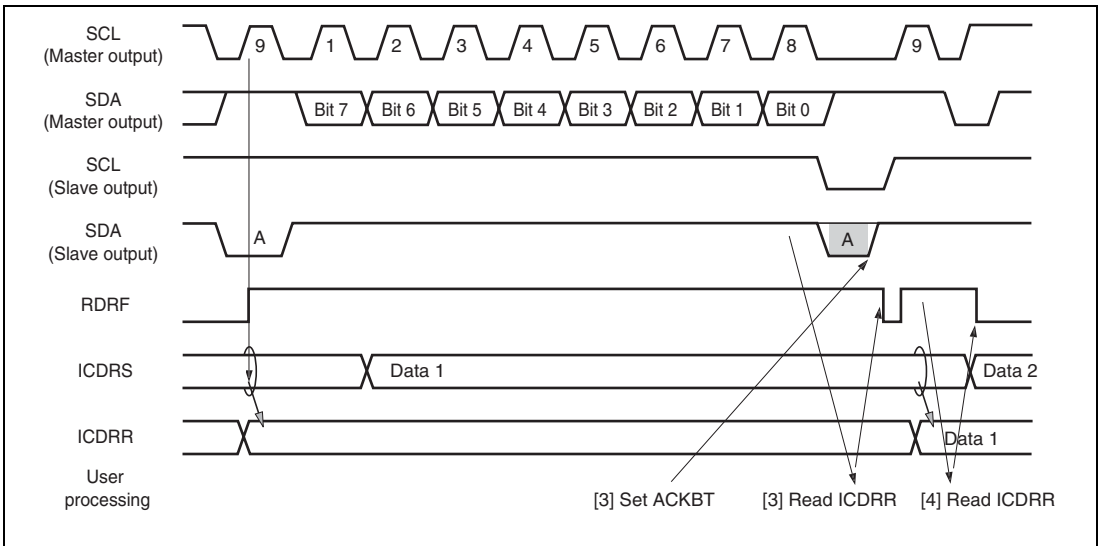 SCL
(Master output)
9 1 2 3 4 5 6 7 8 9
SDA
(Master output)
Bit 7 Bit 6 Bit 5 Bit 4 Bit 3 Bit 2 Bit 1 Bit 0
SCL
(Slave output)
SDA
(Slave output)
A A
RDRF
ICDRS
Data 1 Data 2
ICDRR
Data 1
User
processing
[3] Set ACKBT [3] Read ICDRR [4] Read ICDRR